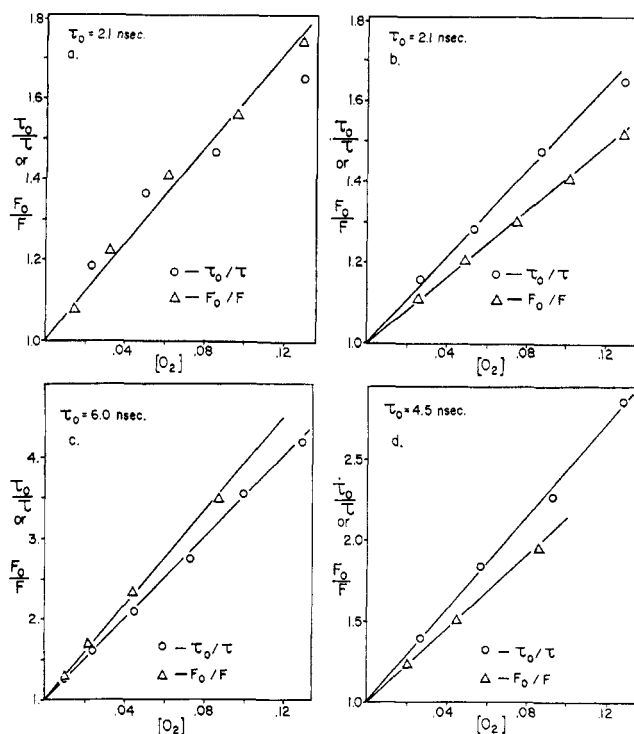 τ₀ = 2.1 nsec.
a.
1.8
1.6
1.4
1.2
1.0
τ₀/τ or F₀/F
○ – τ₀/τ
△ – F₀/F
.04 .08 .12
[O₂]
τ₀ = 2.1 nsec.
b.
1.8
1.6
1.4
1.2
1.0
τ₀/τ or F₀/F
○ – τ₀/τ
△ – F₀/F
.04 .08 .12
[O₂]
τ₀ = 6.0 nsec.
c.
4.
3.
2.
1.
τ₀/τ or F₀/F
○ – τ₀/τ
△ – F₀/F
.04 .08 .12
[O₂]
τ₀ = 4.5 nsec.
d.
2.5
2.0
1.5
1.0
τ₀/τ or F₀/F
○ – τ₀/τ
△ – F₀/F
.04 .08 .12
[O₂]